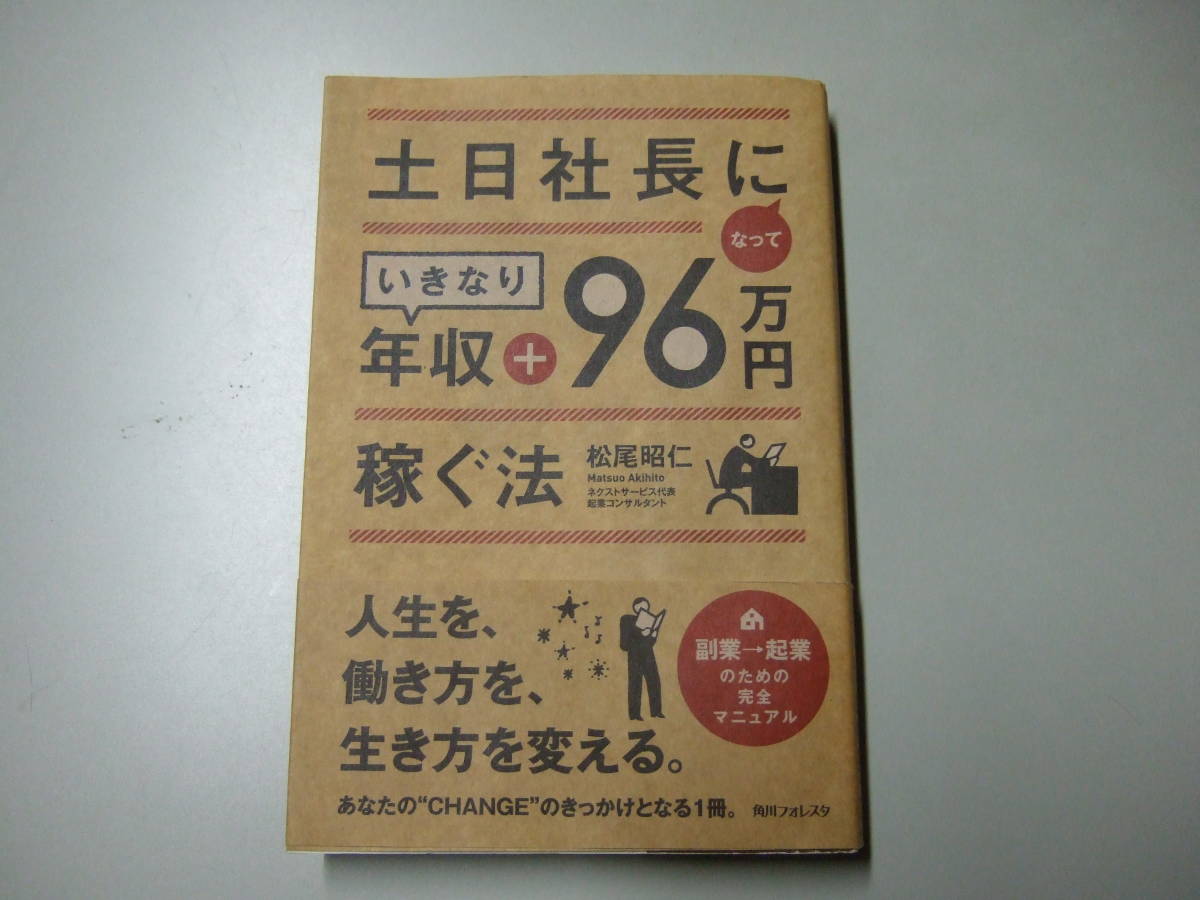 土日社長に
なって
いきなり
年収+96万円
稼ぐ法
松尾昭仁
Matsuo Akihito
ネクストサービス代表
起業コンサルタント
人生を、
働き方を、
生き方を変える。
副業→起業
のための
完全
マニュアル
あなたの“CHANGE”のきっかけとなる1冊。
角川フォレスタ